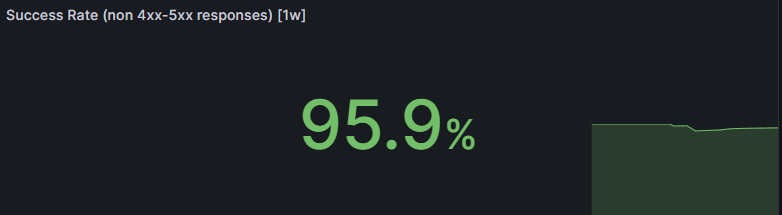 Success Rate (non 4xx-5xx responses) [1w]
95.9%